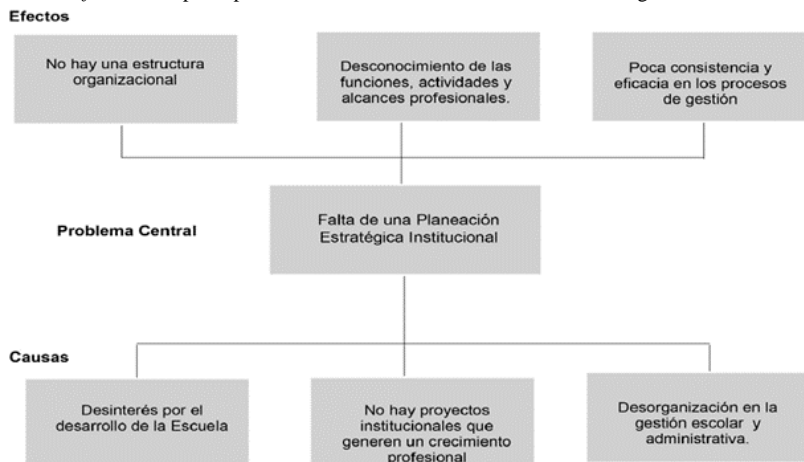 Efectos
No hay una estructura
organizacional
Desconocimiento de las
funciones, actividades y
alcances profesionales.
Poca consistencia y
eficacia en los procesos
de gestión
Problema Central
Falta de una Planeación
Estratégica Institucional
Causas
Desinterés por el
desarrollo de la Escuela
No hay proyectos
institucionales que
generen un crecimiento
profesional
Desorganización en la
gestión escolar y
administrativa.